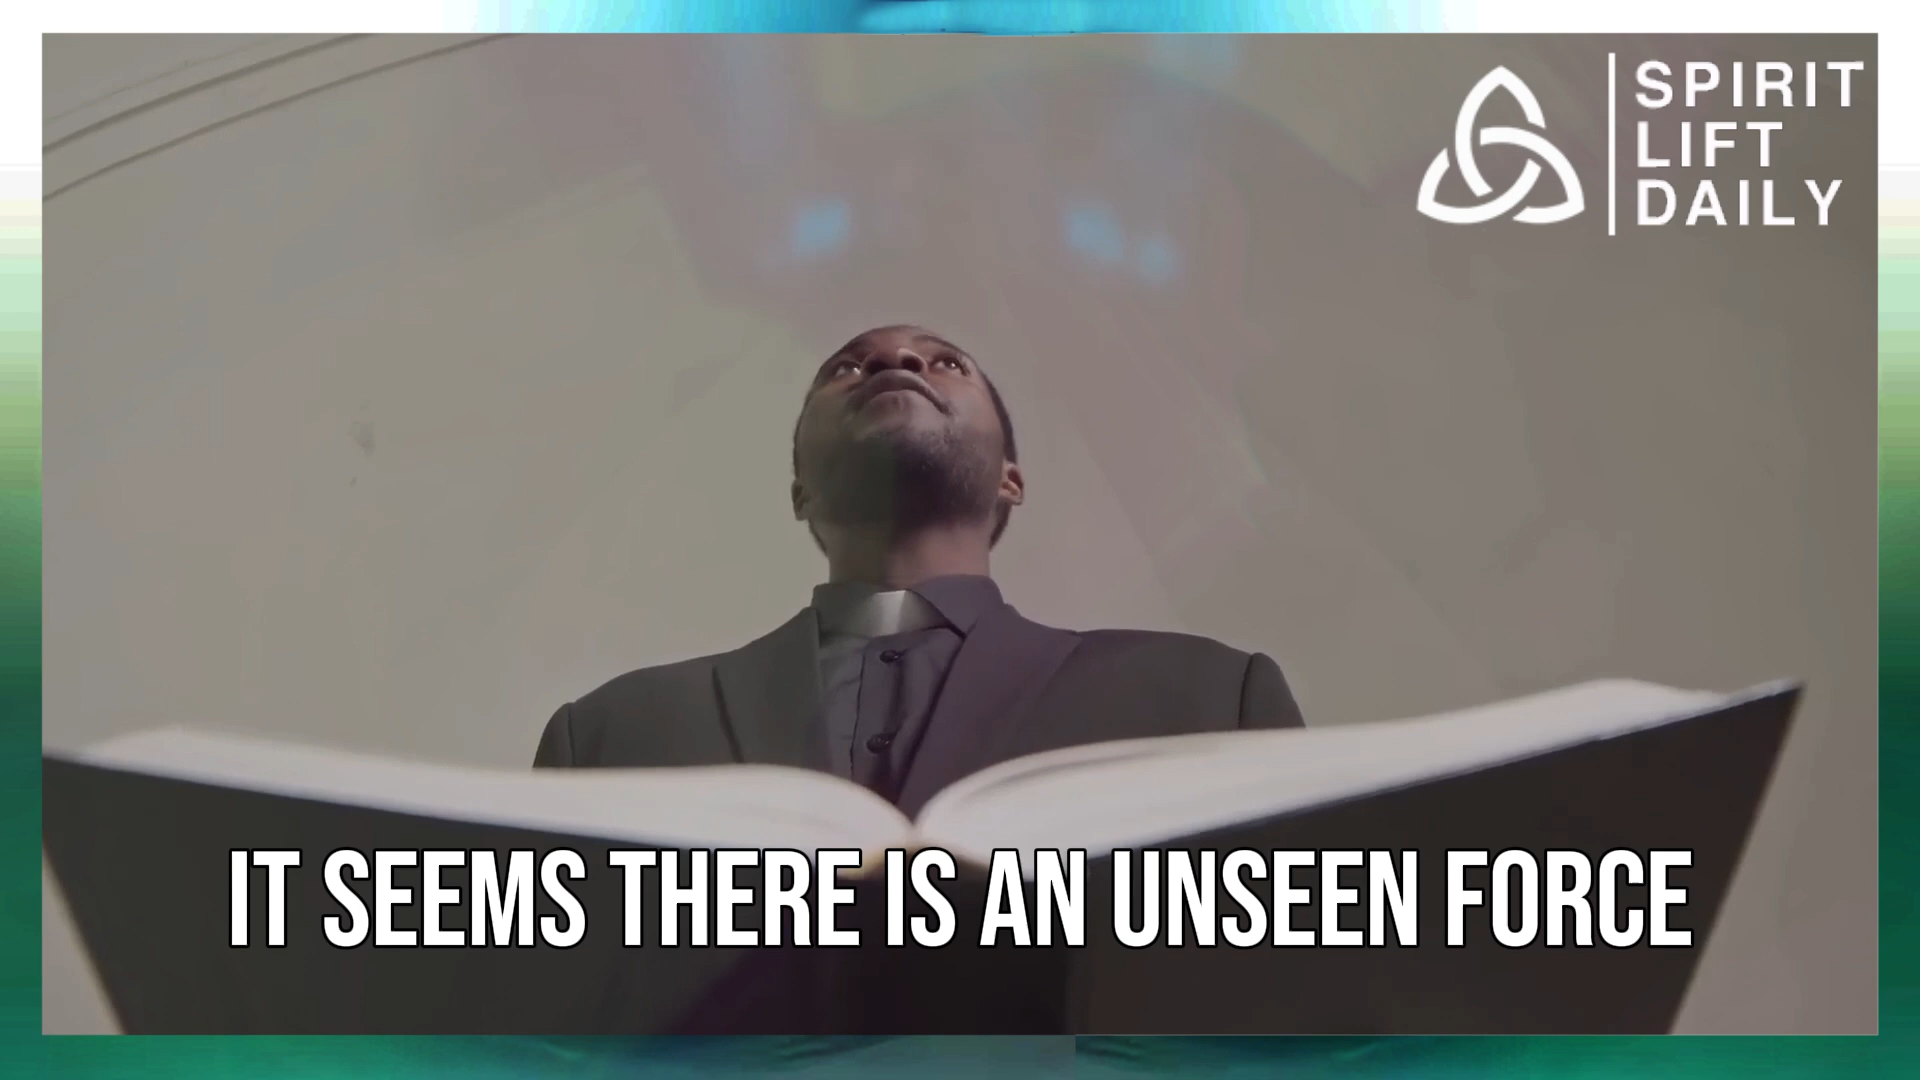 SPIRIT
LIFT
DAILY
IT SEEMS THERE IS AN UNSEEN FORCE